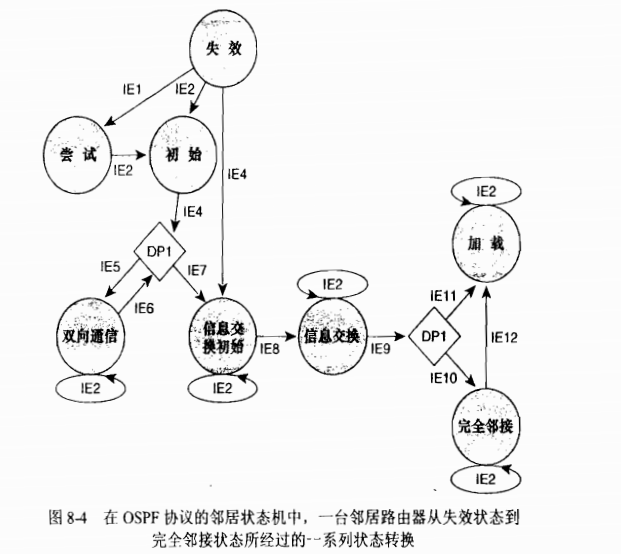 失效
IE1
IE2
尝试
IE2
初始
IE4
IE4
DP1
IE5
IE6
IE7
双向通信
IE2
信息交
换初始
IE2
IE8
IE2
信息交换
IE9
DP1
IE2
加载
IE11
IE12
IE10
完全邻接
IE2
图 8-4 在 OSPF 协议的邻居状态机中，一台邻居路由器从失效状态到
完全邻接状态所经过的一系列状态转换